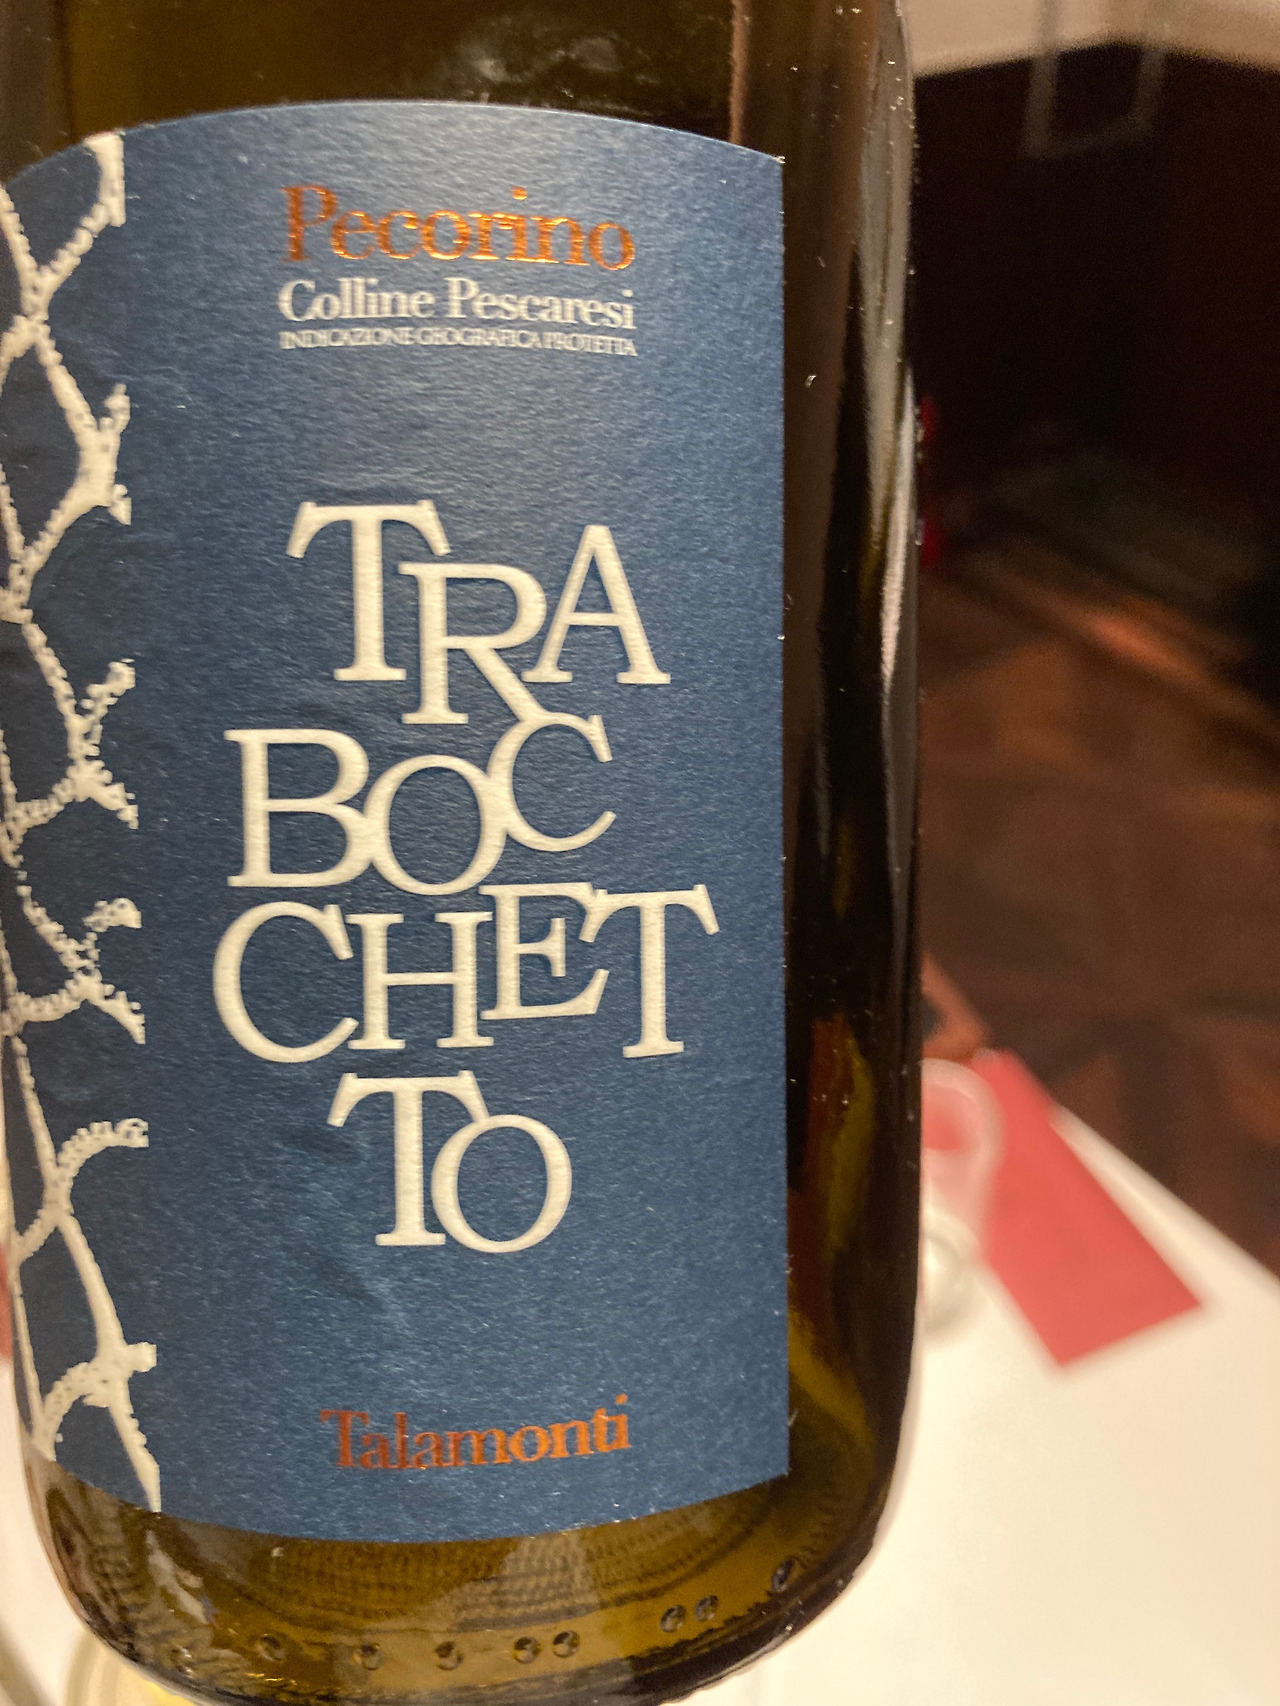 Pecorino
Colline Pescaresi
INDICAZIONE GEOGRAFICA PROTETTA
TRA
BOC
CHET
TO
Talamonti